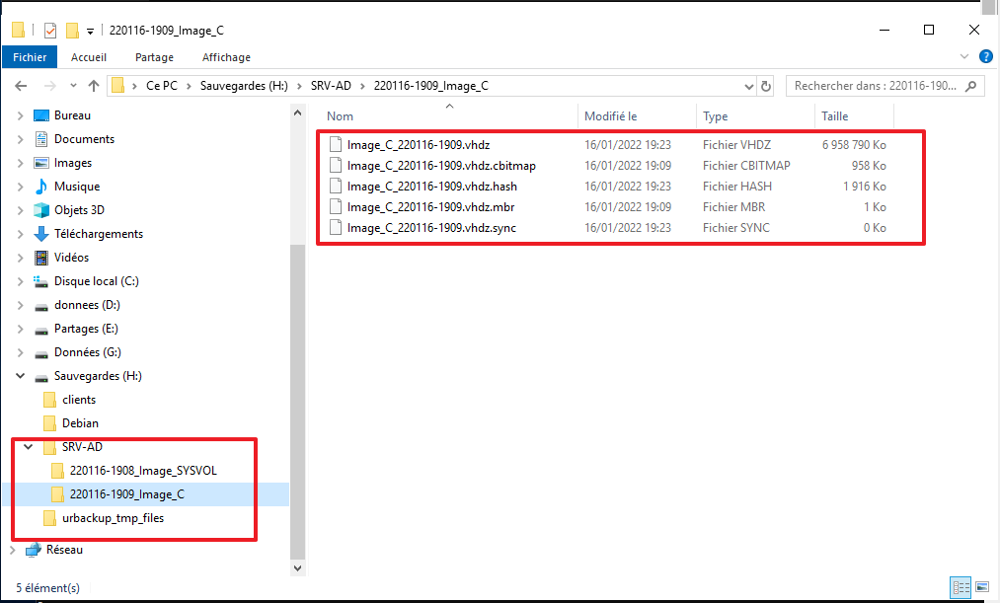 220116-1909_Image_C
Fichier Accueil Partage Affichage
Ce PC Sauvegardes (H:) SRV-AD 220116-1909_Image_C Rechercher dans : 220116-190...
Bureau
Documents
Images
Musique
Objets 3D
Téléchargements
Vidéos
Disque local (C:)
donnees (D:)
Partages (E:)
Données (G:)
Sauvegardes (H:)
clients
Debian
SRV-AD
220116-1908_Image_SYSVOL
220116-1909_Image_C
urbackup_tmp_files
Réseau
Nom Modifié le Type Taille
Image_C_220116-1909.vhdz 16/01/2022 19:23 Fichier VHDZ 6 958 790 Ko
Image_C_220116-1909.vhdz.cbitmap 16/01/2022 19:09 Fichier CBITMAP 958 Ko
Image_C_220116-1909.vhdz.hash 16/01/2022 19:23 Fichier HASH 1 916 Ko
Image_C_220116-1909.vhdz.mbr 16/01/2022 19:09 Fichier MBR 1 Ko
Image_C_220116-1909.vhdz.sync 16/01/2022 19:23 Fichier SYNC 0 Ko
5 élément(s)